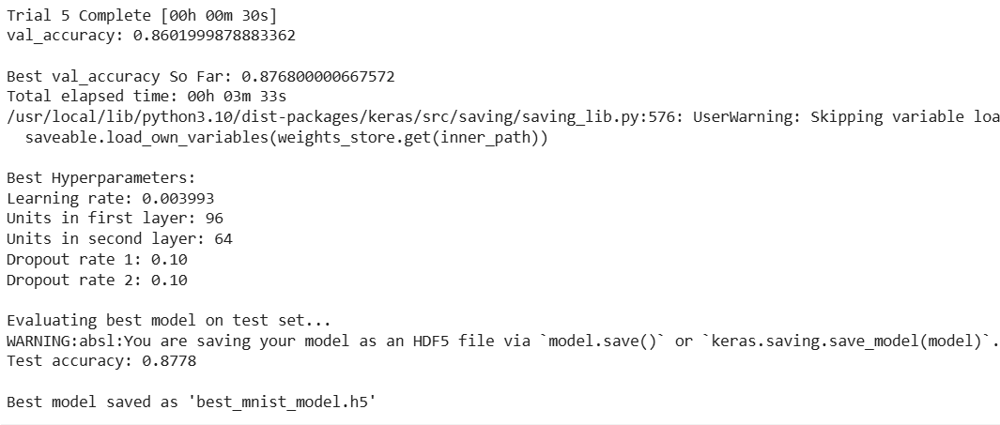 Trial 5 Complete [00h 00m 30s]
val_accuracy: 0.8601999878883362
Best val_accuracy So Far: 0.876800000667572
Total elapsed time: 00h 03m 33s
/usr/local/lib/python3.10/dist-packages/keras/src/saving/saving_lib.py:576: UserWarning: Skipping variable loa
saveable.load_own_variables(weights_store.get(inner_path))
Best Hyperparameters:
Learning rate: 0.003993
Units in first layer: 96
Units in second layer: 64
Dropout rate 1: 0.10
Dropout rate 2: 0.10
Evaluating best model on test set...
WARNING:absl:You are saving your model as an HDF5 file via `model.save()` or `keras.saving.save_model(model)`.
Test accuracy: 0.8778
Best model saved as 'best_mnist_model.h5'